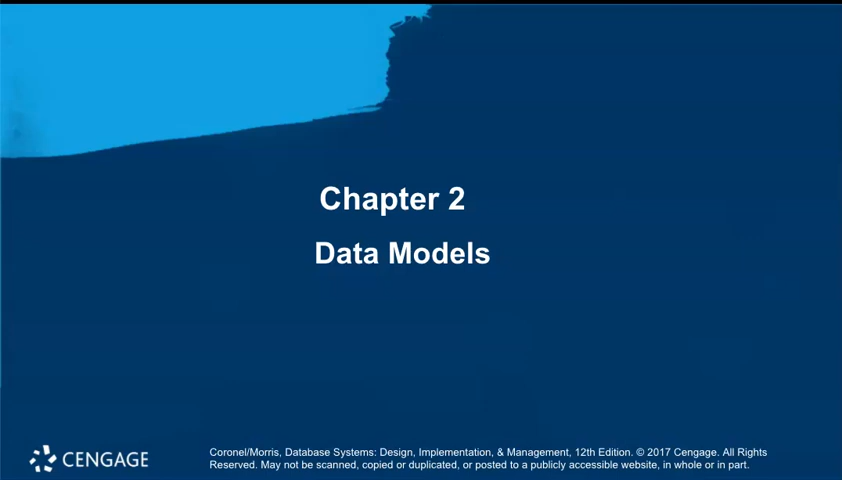 Chapter 2
Data Models
CENGAGE
Coronel/Morris, Database Systems: Design, Implementation, & Management, 12th Edition. © 2017 Cengage. All Rights
Reserved. May not be scanned, copied or duplicated, or posted to a publicly accessible website, in whole or in part.